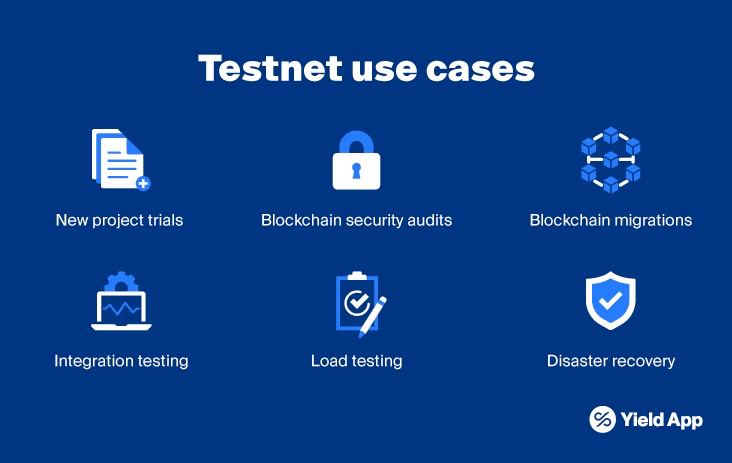 Testnet use cases
New project trials
Blockchain security audits
Blockchain migrations
Integration testing
Load testing
Disaster recovery
Yield App